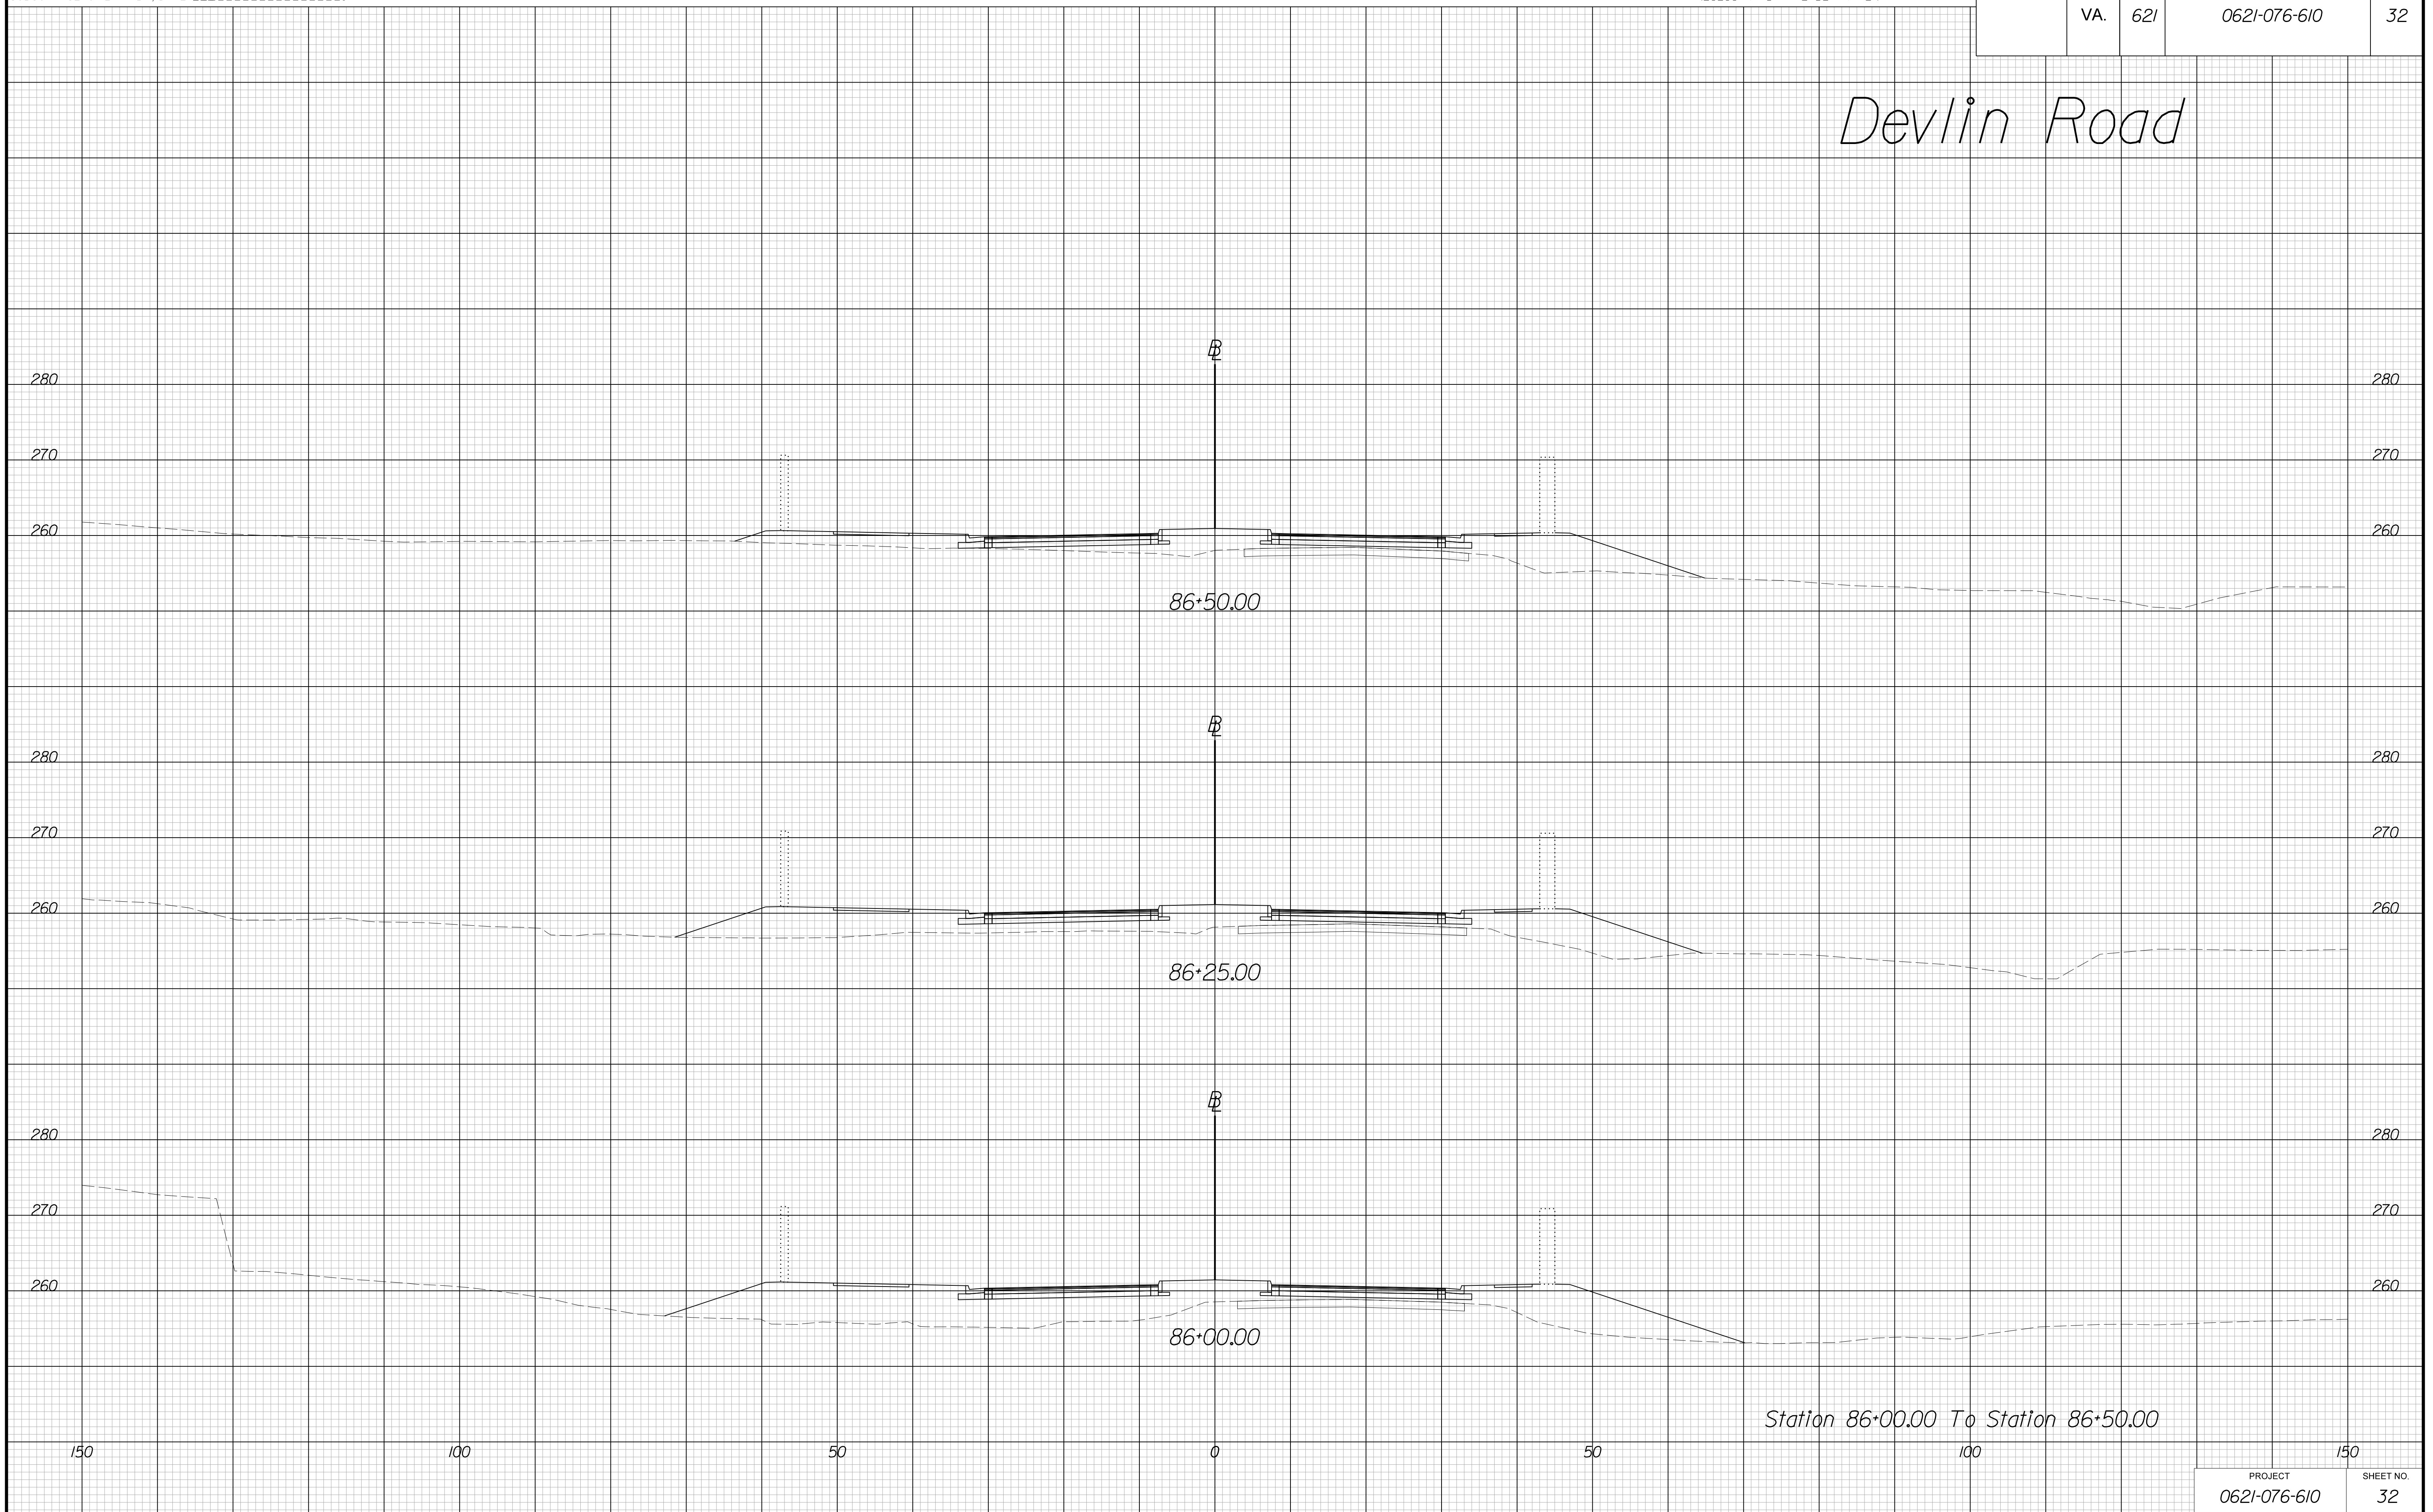 VA. 621 0621-076-610 32
Devlin Road
BL
280 280
270 270
260 260
86+50.00
BL
280 280
270 270
260 260
86+25.00
BL
280 280
270 270
260 260
86+00.00
Station 86+00.00 To Station 86+50.00
150 100 50 0 50 100 150
PROJECT SHEET NO.
0621-076-610 32